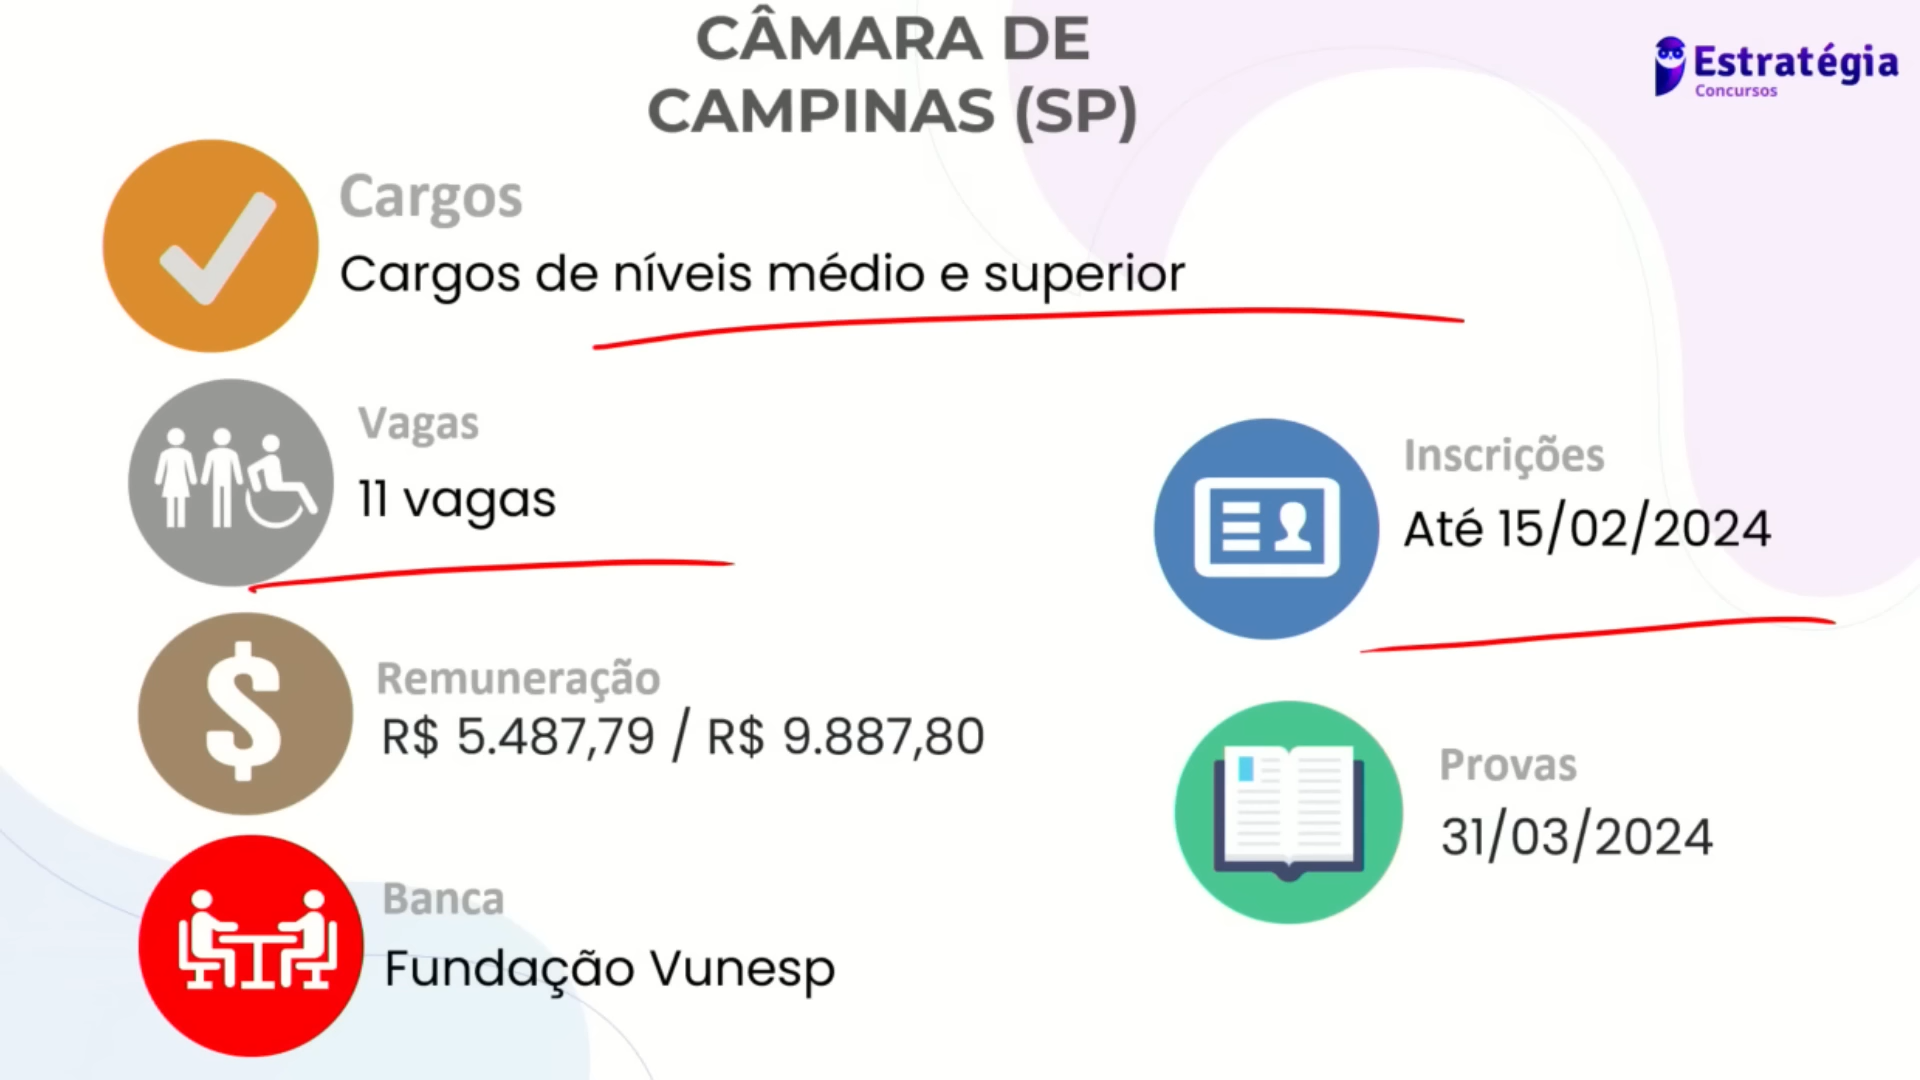 CÂMARA DE
CAMPINAS (SP)
Estratégia
Concursos
Cargos
Cargos de níveis médio e superior
Vagas
11 vagas
Remuneração
R$ 5.487,79 / R$ 9.887,80
Banca
Fundação Vunesp
Inscrições
Até 15/02/2024
Provas
31/03/2024